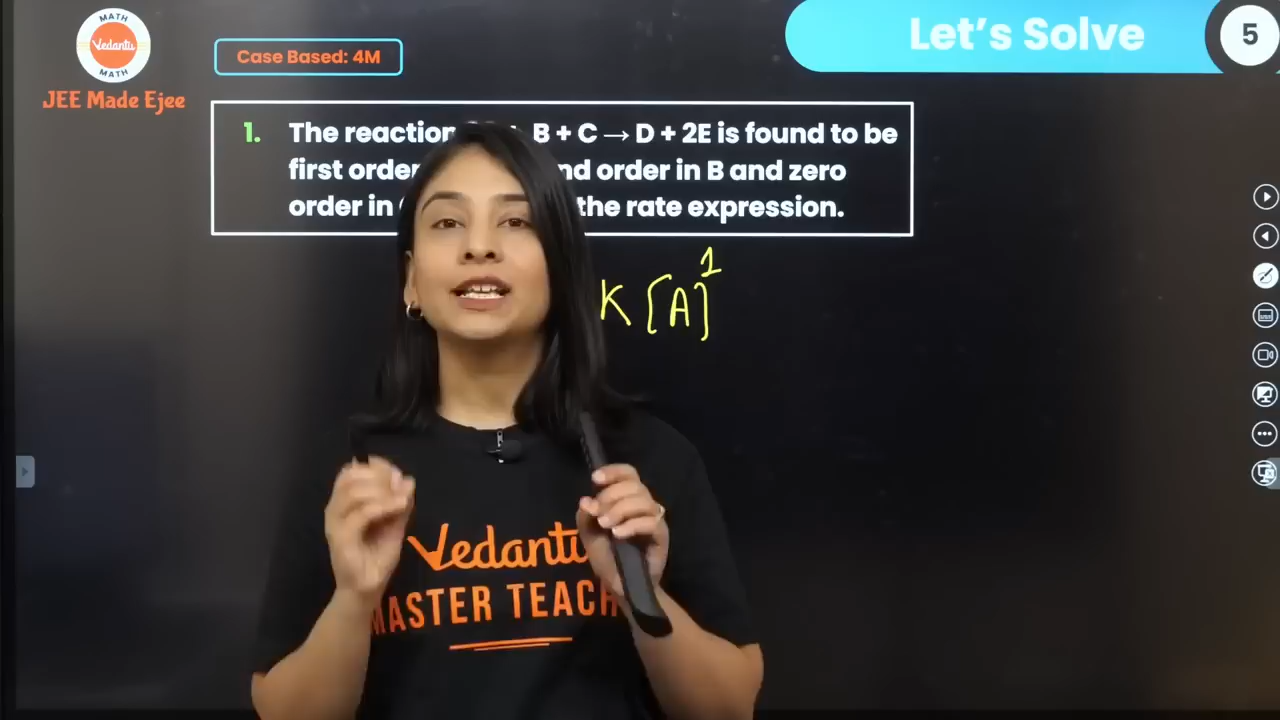 MATH
Vedantu
MATH
JEE Made Ejee
Case Based: 4M
Let's Solve
5
1. The reaction B + C → D + 2E is found to be
first order nd order in B and zero
order in the rate expression.
K [A]¹
Vedantu
MASTER TEACH